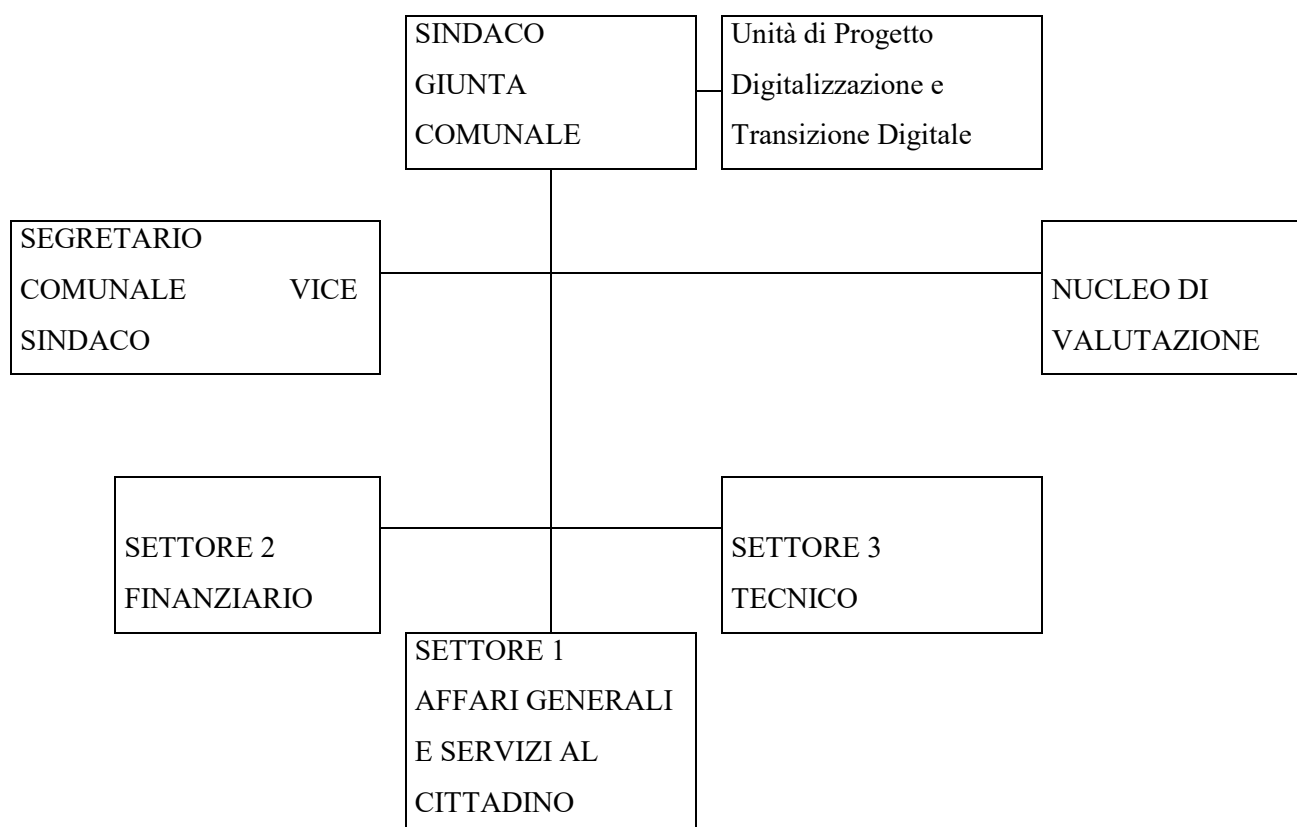 SINDACO
GIUNTA
COMUNALE
Unità di Progetto
Digitalizzazione e
Transizione Digitale
SEGRETARIO
COMUNALE VICE
SINDACO
NUCLEO DI
VALUTAZIONE
SETTORE 2
FINANZIARIO
SETTORE 3
TECNICO
SETTORE 1
AFFARI GENERALI
E SERVIZI AL
CITTADINO